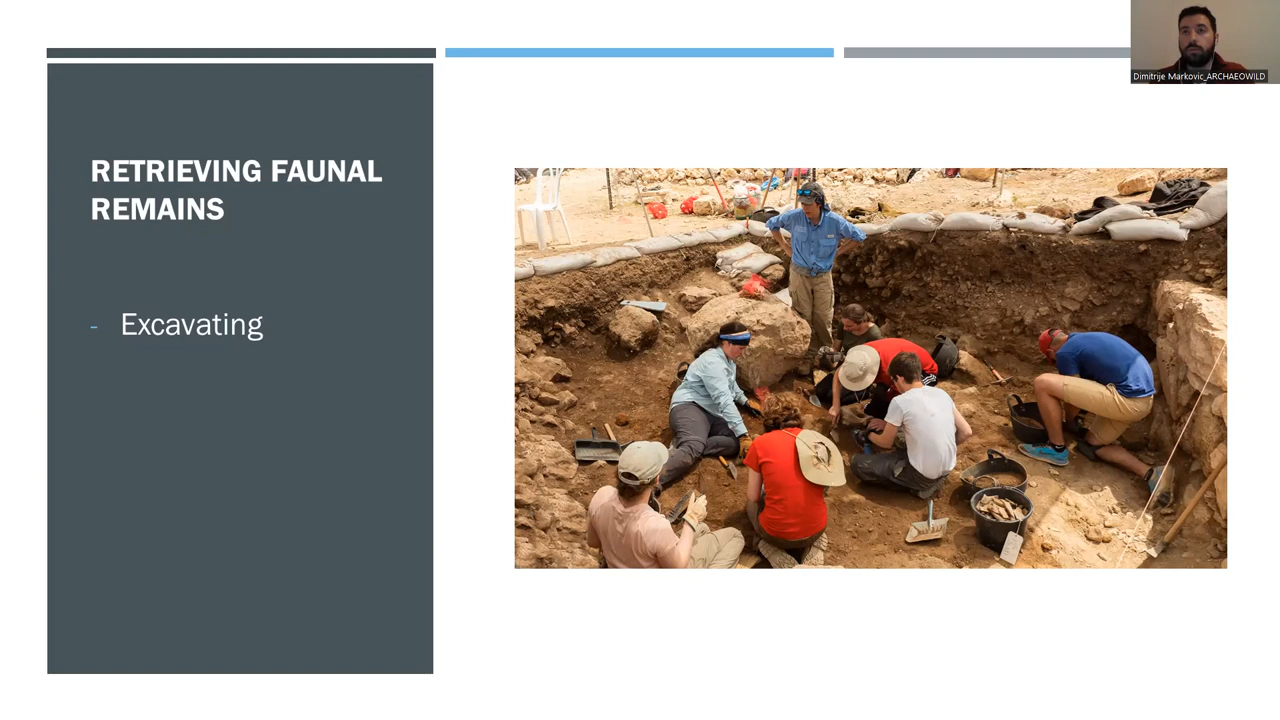 Dimitrije Markovic_ARCHAEOWILD
RETRIEVING FAUNAL
REMAINS
- Excavating